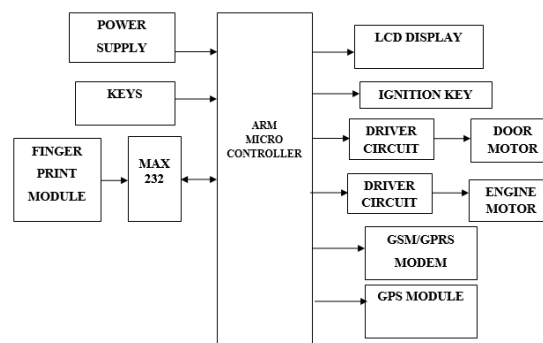 POWER
SUPPLY
KEYS
FINGER
PRINT
MODULE
MAX
232
ARM
MICRO
CONTROLLER
LCD DISPLAY
IGNITION KEY
DRIVER
CIRCUIT
DOOR
MOTOR
DRIVER
CIRCUIT
ENGINE
MOTOR
GSM/GPRS
MODEM
GPS MODULE